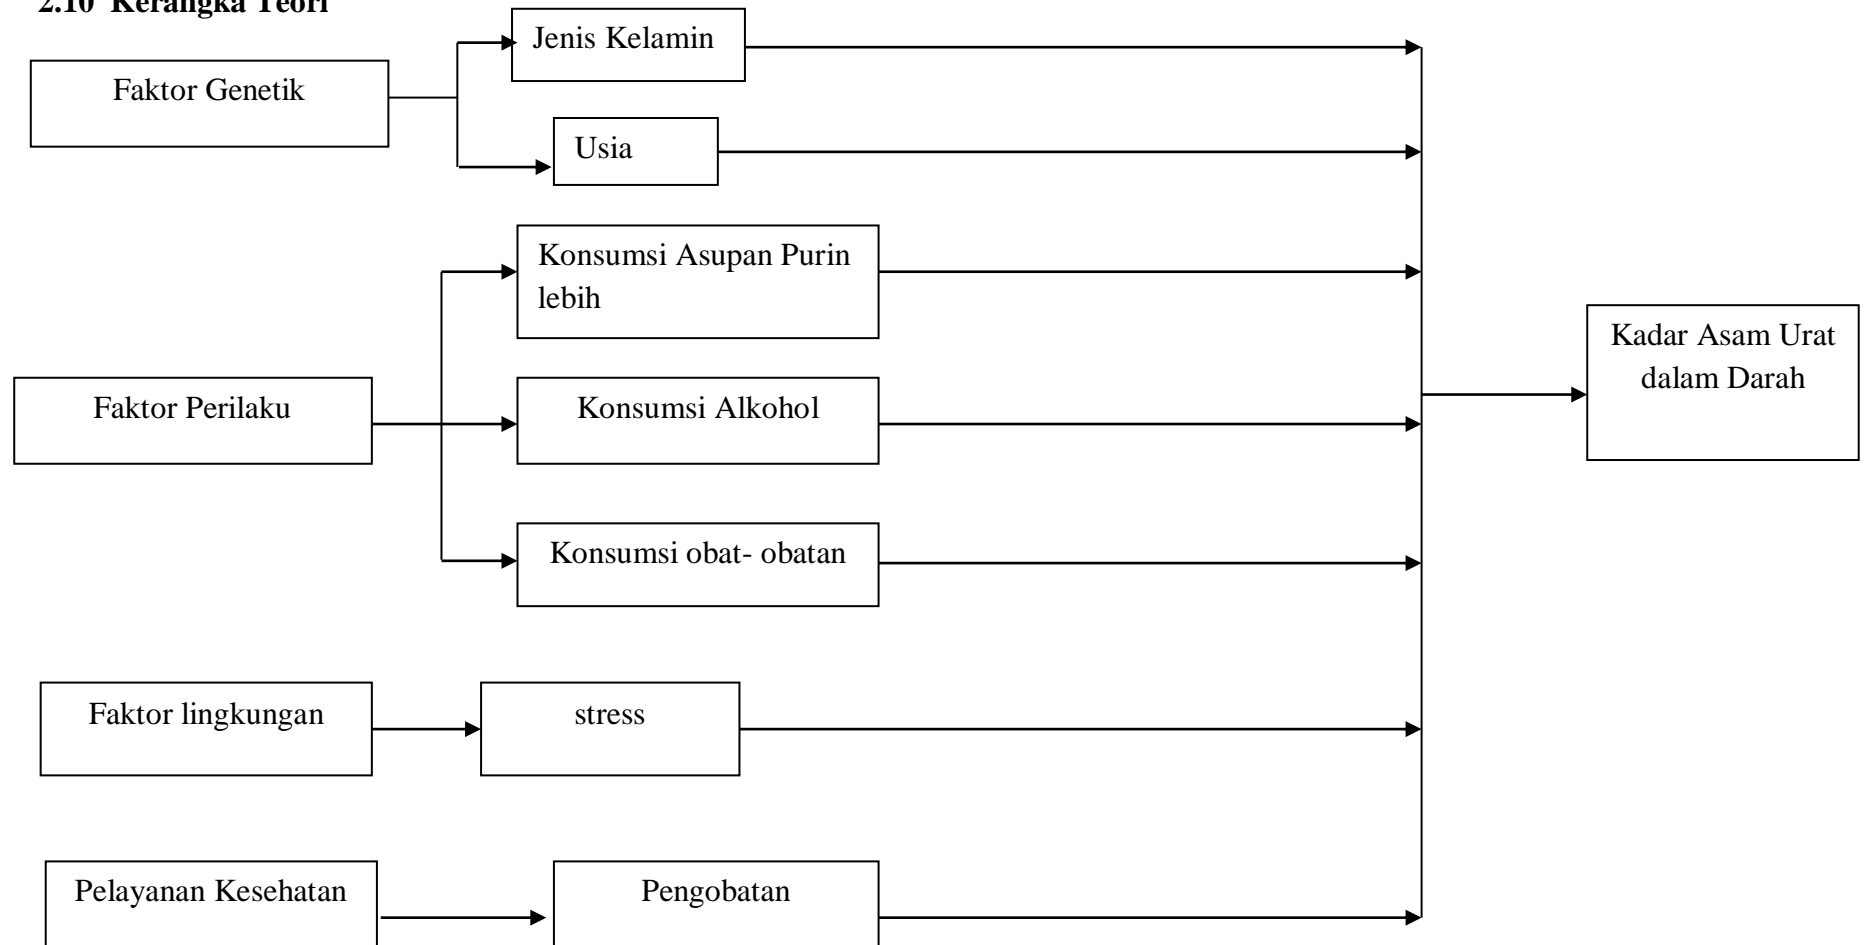 2.10 Kerangka Teori
Jenis Kelamin
Faktor Genetik
Usia
Konsumsi Asupan Purin
lebih
Kadar Asam Urat
dalam Darah
Faktor Perilaku
Konsumsi Alkohol
Konsumsi obat- obatan
Faktor lingkungan
stress
Pelayanan Kesehatan
Pengobatan